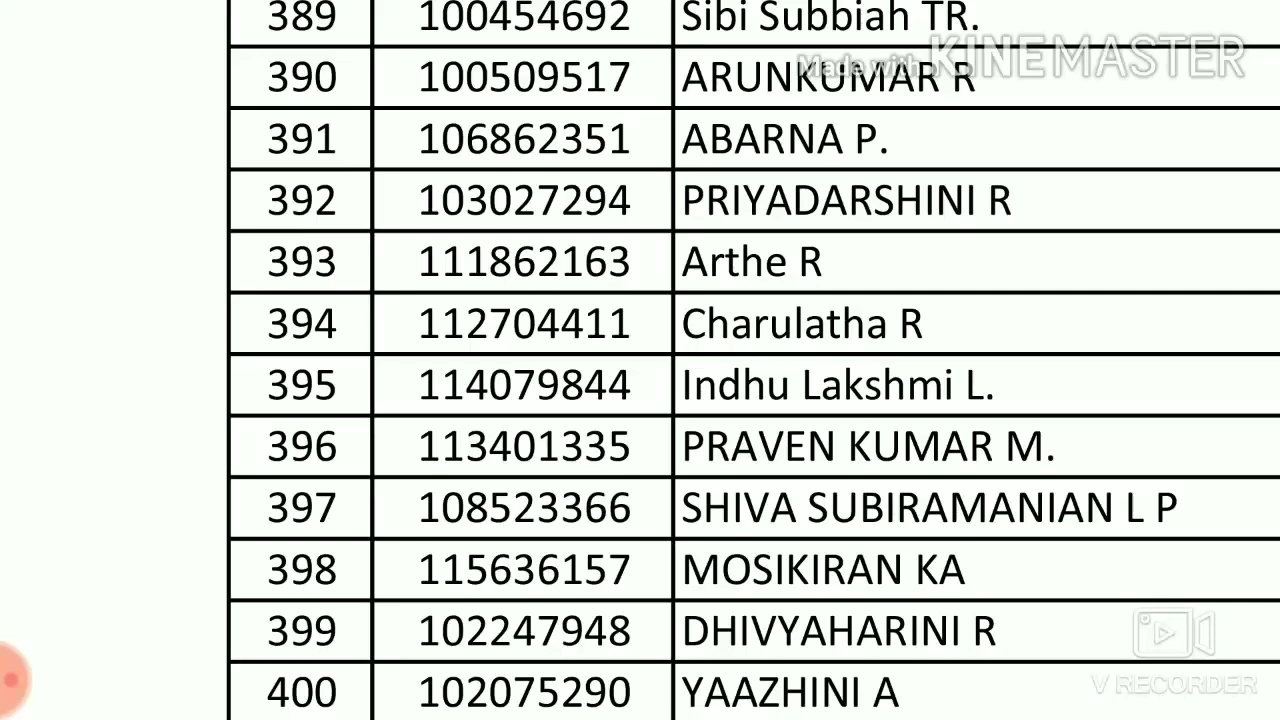 389 100454692 Sibi Subbiah TR.
Made with KINEMASTER
390 100509517 ARUNKUMAR R
391 106862351 ABARNA P.
392 103027294 PRIYADARSHINI R
393 111862163 Arthe R
394 112704411 Charulatha R
395 114079844 Indhu Lakshmi L.
396 113401335 PRAVEN KUMAR M.
397 108523366 SHIVA SUBIRAMANIAN L P
398 115636157 MOSIKIRAN KA
399 102247948 DHIVYAHARINI R
400 102075290 YAAZHINI A
V RECORDER